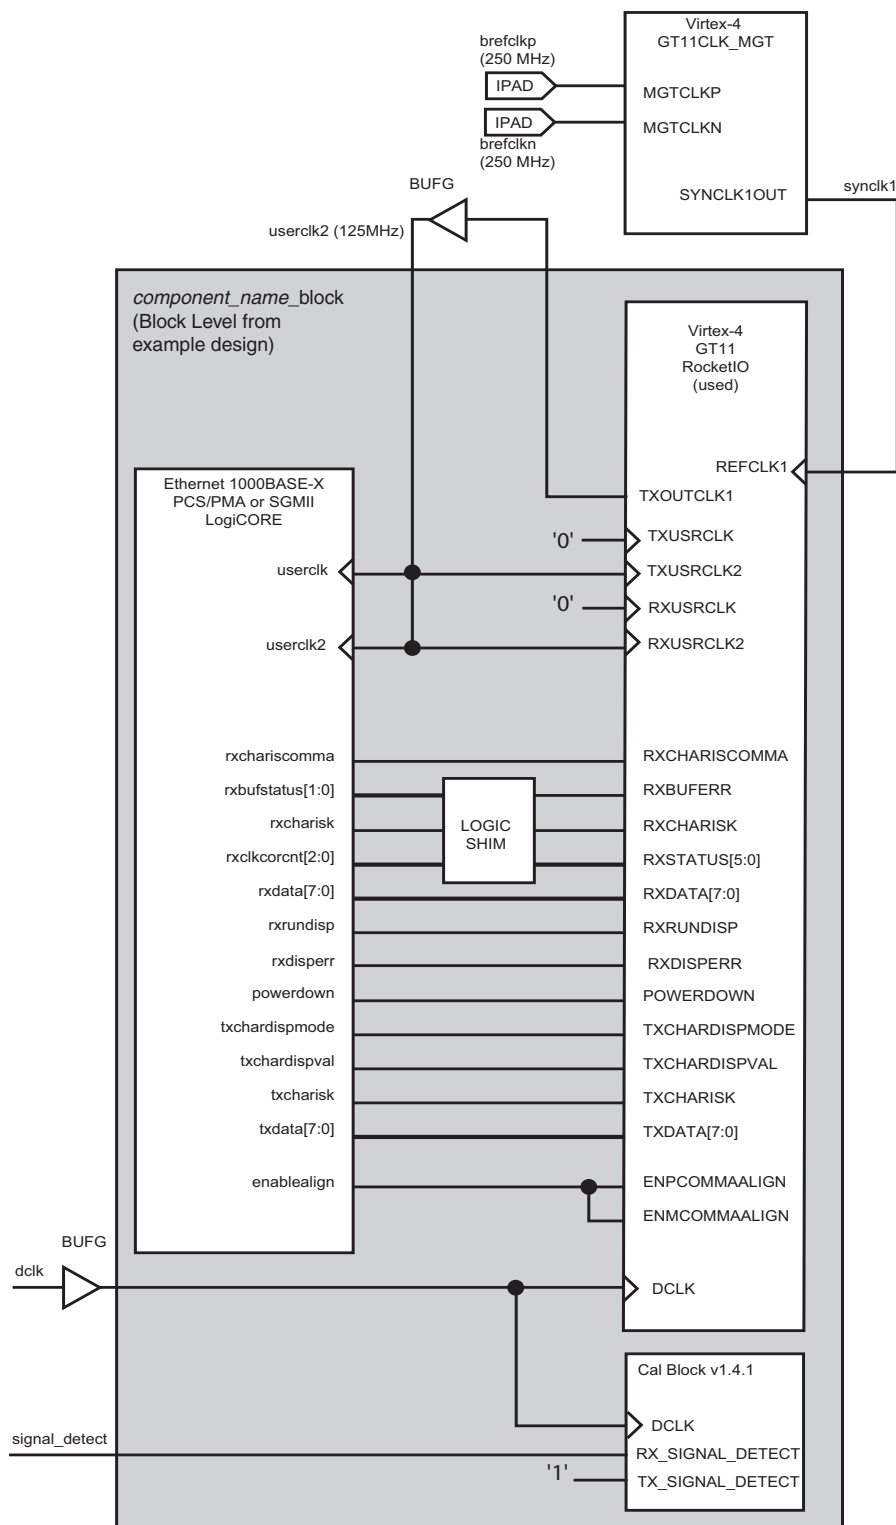 Virtex-4
GT11CLK_MGT
brefclkp
(250 MHz)
IPAD
MGTCLKP
IPAD
MGTCLKN
brefclkn
(250 MHz)
BUFG
SYNCLK1OUT
synclk1
userclk2 (125MHz)
component_name_block
(Block Level from
example design)
Virtex-4
GT11
RocketIO
(used)
REFCLK1
Ethernet 1000BASE-X
PCS/PMA or SGMII
LogiCORE
TXOUTCLK1
'0'
TXUSRCLK
userclk
TXUSRCLK2
'0'
RXUSRCLK
userclk2
RXUSRCLK2
rxchariscomma
RXCHARISCOMMA
rxbufstatus[1:0]
RXBUFERR
rxcharisk
LOGIC
SHIM
RXCHARISK
rxclkcorcnt[2:0]
RXSTATUS[5:0]
rxdata[7:0]
RXDATA[7:0]
rxrundisp
RXRUNDISP
rxdisperr
RXDISPERR
powerdown
POWERDOWN
txchardispmode
TXCHARDISPMODE
txchardispval
TXCHARDISPVAL
txcharisk
TXCHARISK
txdata[7:0]
TXDATA[7:0]
enablealign
ENPCOMMAALIGN
ENMCOMMAALIGN
BUFG
dclk
DCLK
Cal Block v1.4.1
DCLK
signal_detect
RX_SIGNAL_DETECT
'1'
TX_SIGNAL_DETECT